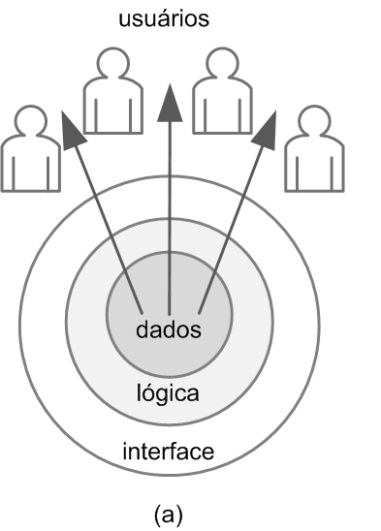 usuários
dados
lógica
interface
(a)